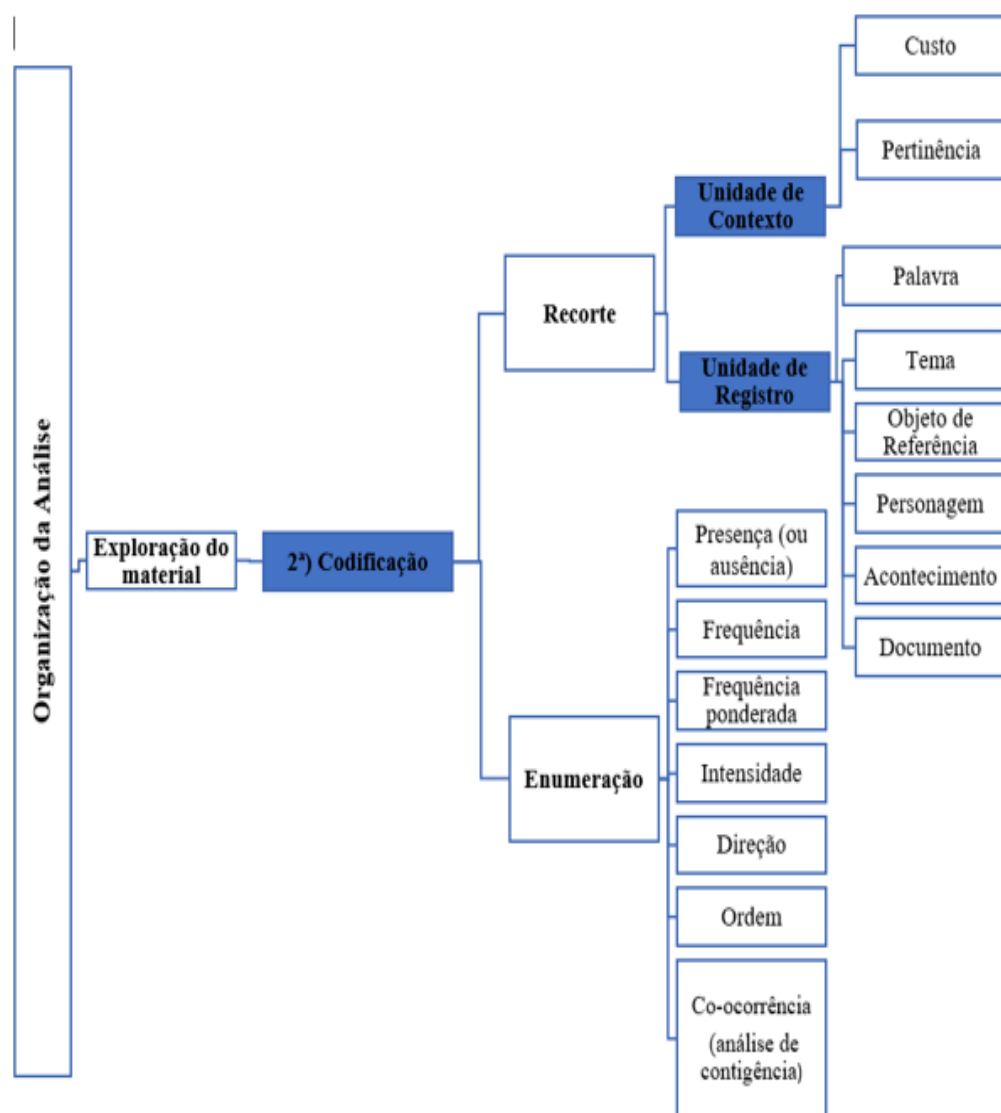 Organização da Análise
Exploração do
material
2ª) Codificação
Recorte
Unidade de
Contexto
Custo
Pertinência
Unidade de
Registro
Palavra
Tema
Objeto de
Referência
Personagem
Acontecimento
Documento
Enumeração
Presença (ou
ausência)
Frequência
Frequência
ponderada
Intensidade
Direção
Ordem
Co-ocorrência
(análise de
contigência)